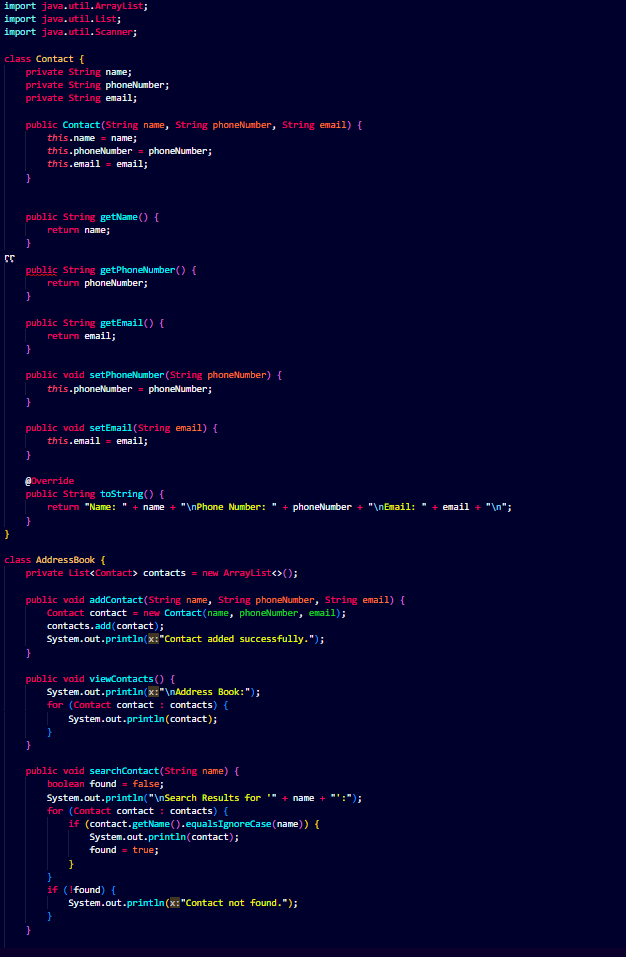 import java.util.ArrayList;
import java.util.List;
import java.util.Scanner;

class Contact {
    private String name;
    private String phoneNumber;
    private String email;

    public Contact(String name, String phoneNumber, String email) {
        this.name = name;
        this.phoneNumber = phoneNumber;
        this.email = email;
    }


    public String getName() {
        return name;
    }

    public String getPhoneNumber() {
        return phoneNumber;
    }

    public String getEmail() {
        return email;
    }

    public void setPhoneNumber(String phoneNumber) {
        this.phoneNumber = phoneNumber;
    }

    public void setEmail(String email) {
        this.email = email;
    }

    @Override
    public String toString() {
        return "Name: " + name + "\nPhone Number: " + phoneNumber + "\nEmail: " + email + "\n";
    }
}

class AddressBook {
    private List<Contact> contacts = new ArrayList<>();

    public void addContact(String name, String phoneNumber, String email) {
        Contact contact = new Contact(name, phoneNumber, email);
        contacts.add(contact);
        System.out.println(x:"Contact added successfully.");
    }

    public void viewContacts() {
        System.out.println(x:"\nAddress Book:");
        for (Contact contact : contacts) {
            System.out.println(contact);
        }
    }

    public void searchContact(String name) {
        boolean found = false;
        System.out.println("\nSearch Results for '" + name + "':");
        for (Contact contact : contacts) {
            if (contact.getName().equalsIgnoreCase(name)) {
                System.out.println(contact);
                found = true;
            }
        }
        if (!found) {
            System.out.println(x:"Contact not found.");
        }
    }